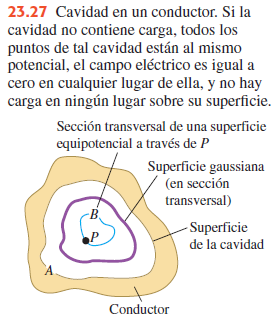 23.27 Cavidad en un conductor. Si la
cavidad no contiene carga, todos los
puntos de tal cavidad están al mismo
potencial, el campo eléctrico es igual a
cero en cualquier lugar de ella, y no hay
carga en ningún lugar sobre su superficie.
Sección transversal de una superficie
equipotencial a través de P
Superficie gaussiana
(en sección
transversal)
B
P
Superficie
de la cavidad
A
Conductor